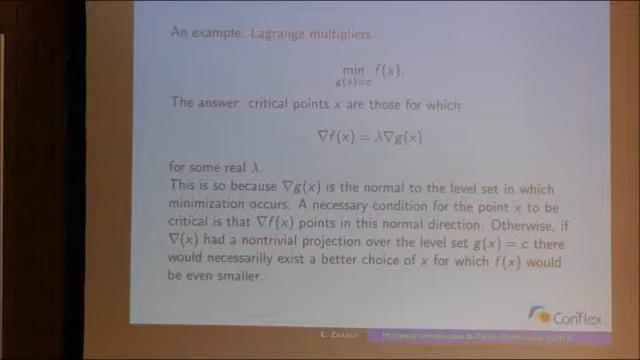 An example: Lagrange multipliers.
min f(x).
g(x)=c
The answer: critical points x are those for which
∇f(x) = λ∇g(x)
for some real λ.
This is so because ∇g(x) is the normal to the level set in which
minimization occurs. A necessary condition for the point x to be
critical is that ∇f(x) points in this normal direction. Otherwise, if
∇(x) had a nontrivial projection over the level set g(x) = c there
would necessarilly exist a better choice of x for which f(x) would
be even smaller.
ConFlex
E. Zuazua